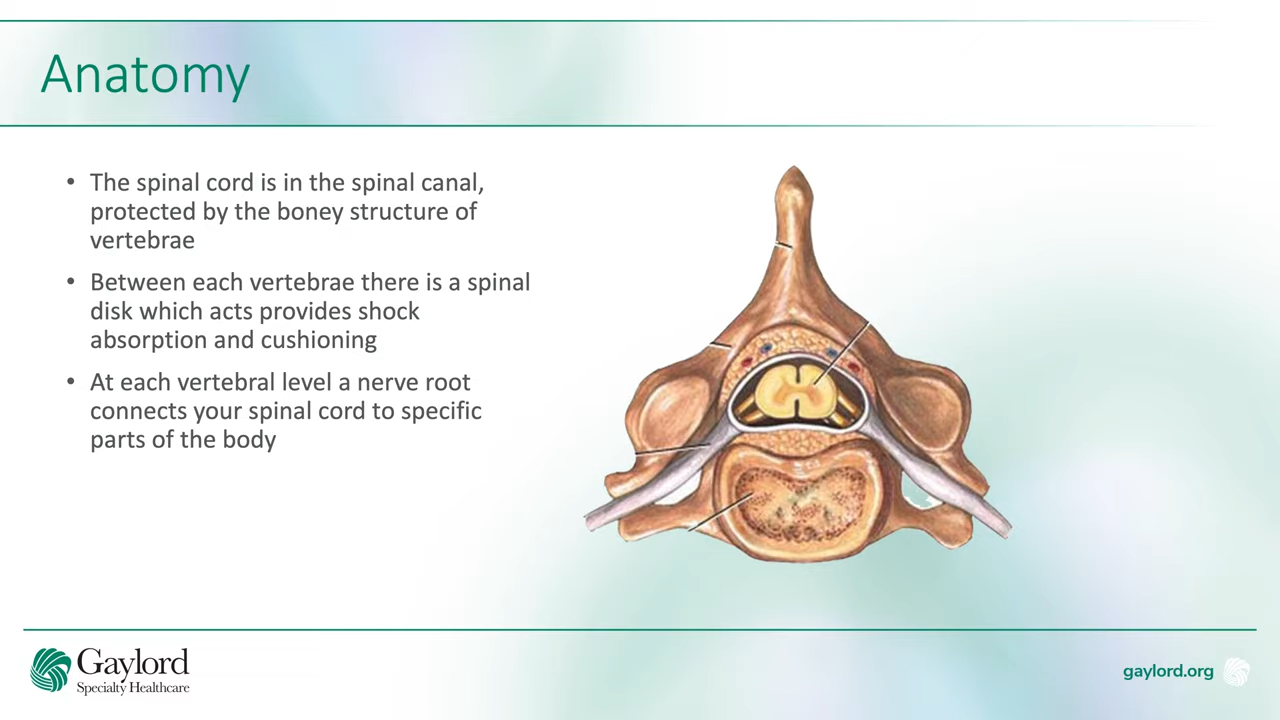 Anatomy
• The spinal cord is in the spinal canal,
protected by the boney structure of
vertebrae
• Between each vertebrae there is a spinal
disk which acts provides shock
absorption and cushioning
• At each vertebral level a nerve root
connects your spinal cord to specific
parts of the body
Gaylord
Specialty Healthcare
gaylord.org